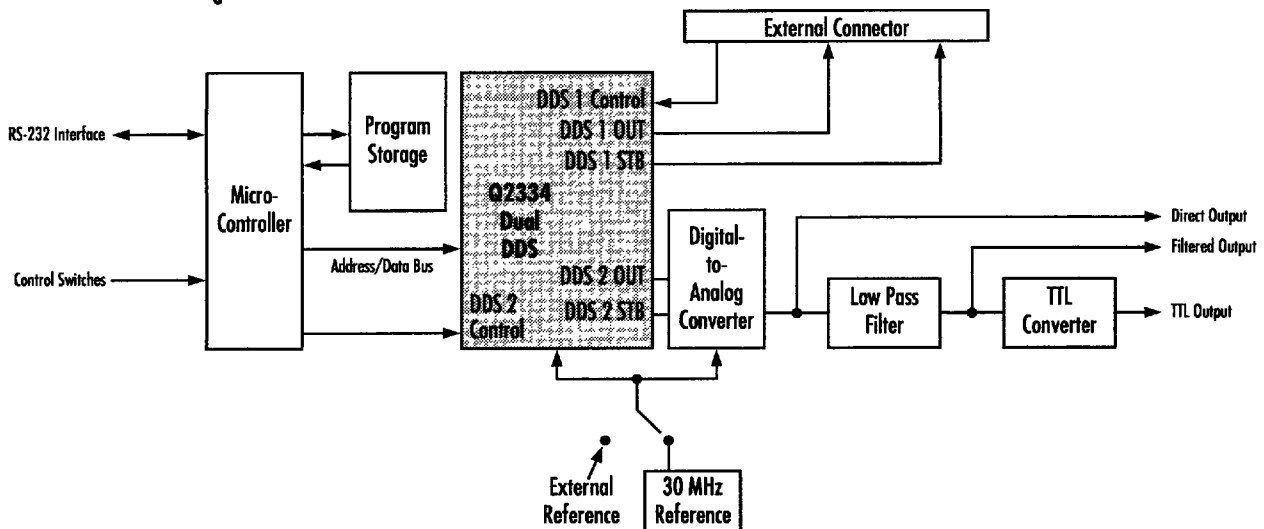 External Connector
RS-232 Interface
Micro-
Controller
Program
Storage
DDS 1 Control
DDS 1 OUT
DDS 1 STB
Q2334
Dual
DDS
Control Switches
Address/Data Bus
DDS 2
Control
DDS 2 OUT
DDS 2 STB
Digital-
to-
Analog
Converter
Low Pass
Filter
TTL
Converter
Direct Output
Filtered Output
TTL Output
External
Reference
30 MHz
Reference